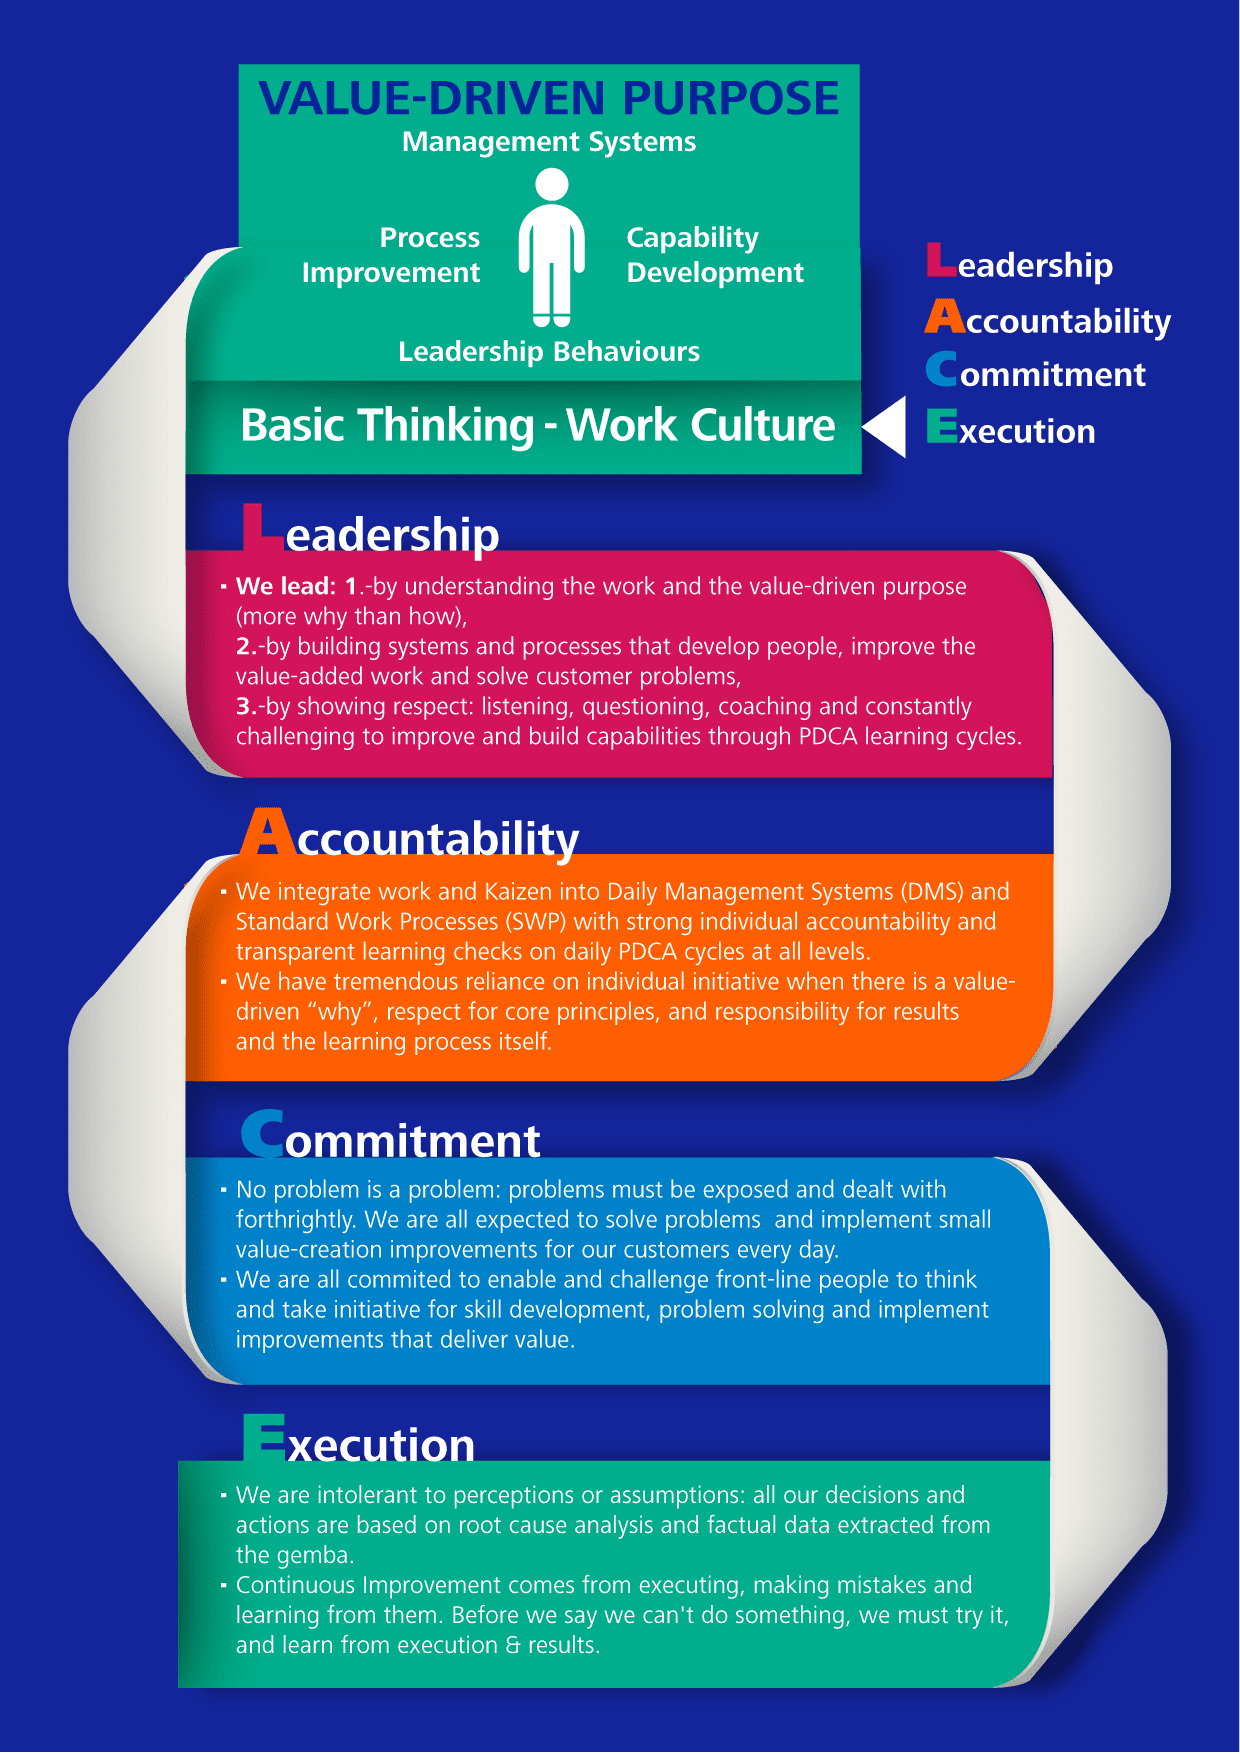 VALUE-DRIVEN PURPOSE
Management Systems
Process
Improvement
Capability
Development
Leadership Behaviours
Basic Thinking - Work Culture
Leadership
Accountability
Commitment
Execution
Leadership
▪ We lead: 1.-by understanding the work and the value-driven purpose
(more why than how),
2.-by building systems and processes that develop people, improve the
value-added work and solve customer problems,
3.-by showing respect: listening, questioning, coaching and constantly
challenging to improve and build capabilities through PDCA learning cycles.
Accountability
▪ We integrate work and Kaizen into Daily Management Systems (DMS) and
Standard Work Processes (SWP) with strong individual accountability and
transparent learning checks on daily PDCA cycles at all levels.
▪ We have tremendous reliance on individual initiative when there is a value-
driven “why”, respect for core principles, and responsibility for results
and the learning process itself.
Commitment
▪ No problem is a problem: problems must be exposed and dealt with
forthrightly. We are all expected to solve problems and implement small
value-creation improvements for our customers every day.
▪ We are all commited to enable and challenge front-line people to think
and take initiative for skill development, problem solving and implement
improvements that deliver value.
Execution
▪ We are intolerant to perceptions or assumptions: all our decisions and
actions are based on root cause analysis and factual data extracted from
the gemba.
▪ Continuous Improvement comes from executing, making mistakes and
learning from them. Before we say we can't do something, we must try it,
and learn from execution & results.